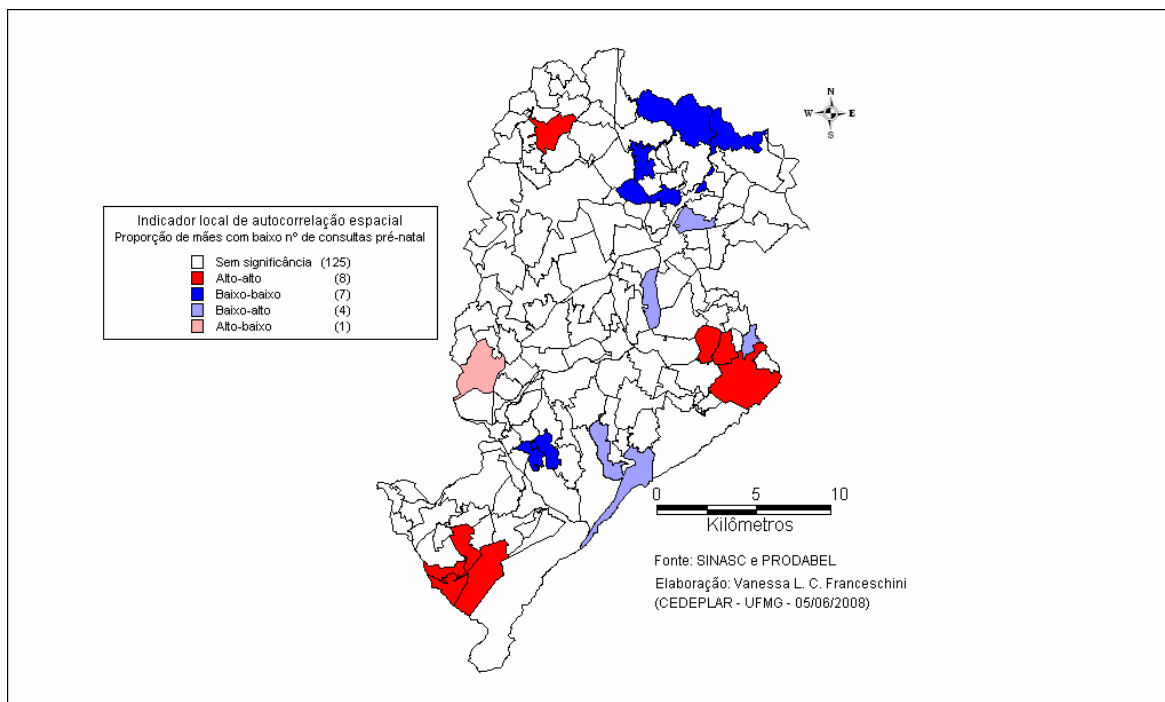 N
W E
S
Indicador local de autocorrelação espacial
Proporção de mães com baixo nº de consultas pré-natal
Sem significância (125)
Alto-alto (8)
Baixo-baixo (7)
Baixo-alto (4)
Alto-baixo (1)
0 5 10
Kilômetros
Fonte: SINASC e PRODABEL
Elaboração: Vanessa L. C. Franceschini
(CEDEPLAR - UFMG - 05/06/2008)